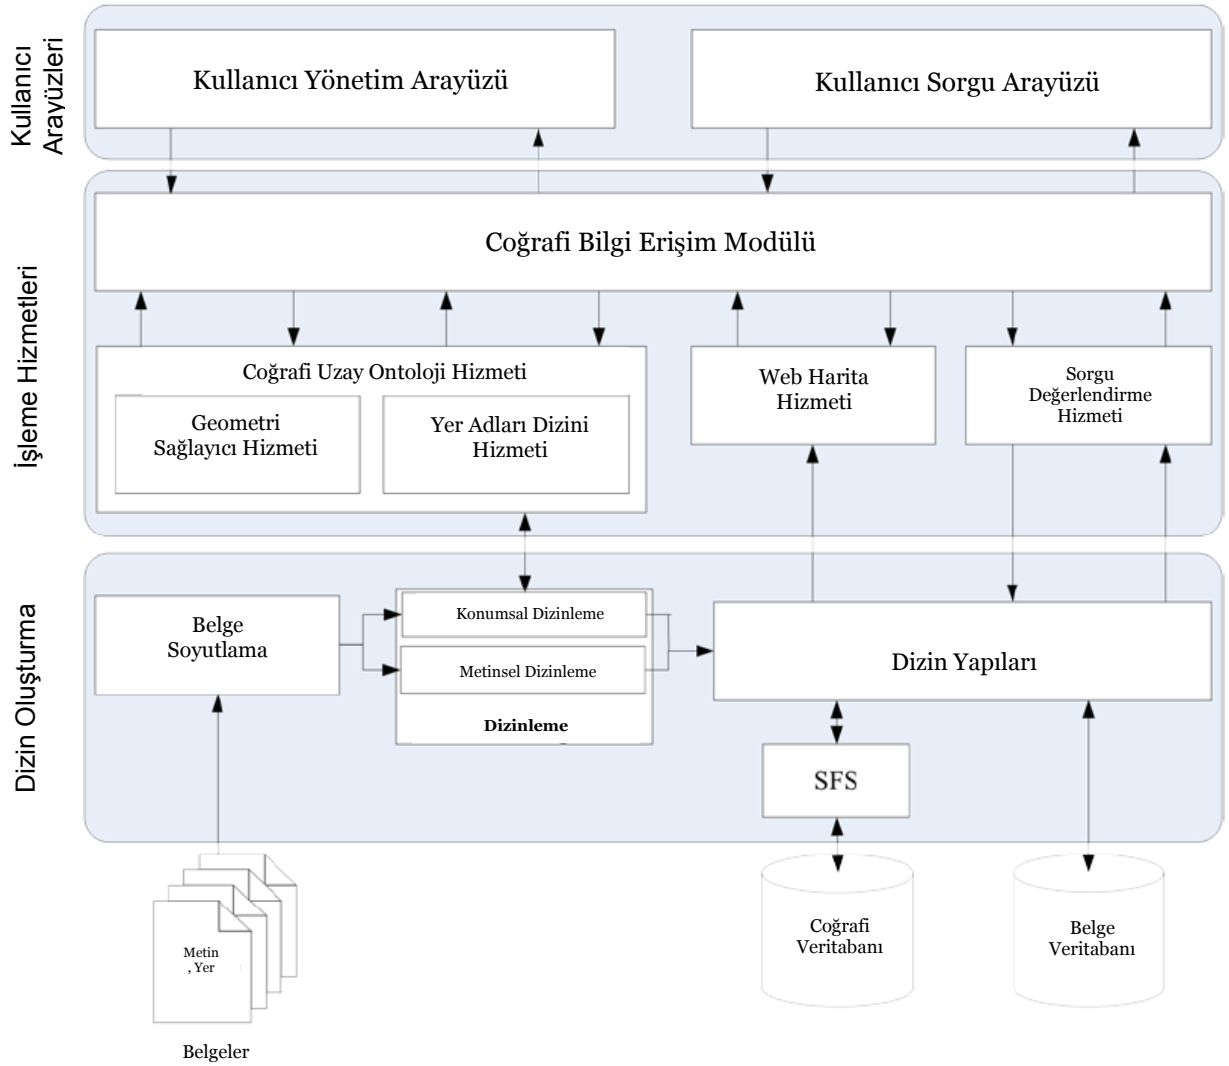 Kullanıcı
Arayüzleri
Kullanıcı Yönetim Arayüzü
Kullanıcı Sorgu Arayüzü
İşleme Hizmetleri
Coğrafi Bilgi Erişim Modülü
Coğrafi Uzay Ontoloji Hizmeti
Geometri
Sağlayıcı Hizmeti
Yer Adları Dizini
Hizmeti
Web Harita
Hizmeti
Sorgu
Değerlendirme
Hizmeti
Dizin Oluşturma
Belge
Soyutlama
Konumsal Dizinleme
Metinsel Dizinleme
Dizinleme
Dizin Yapıları
SFS
Metin
, Yer
Belgeler
Coğrafi
Veritabanı
Belge
Veritabanı